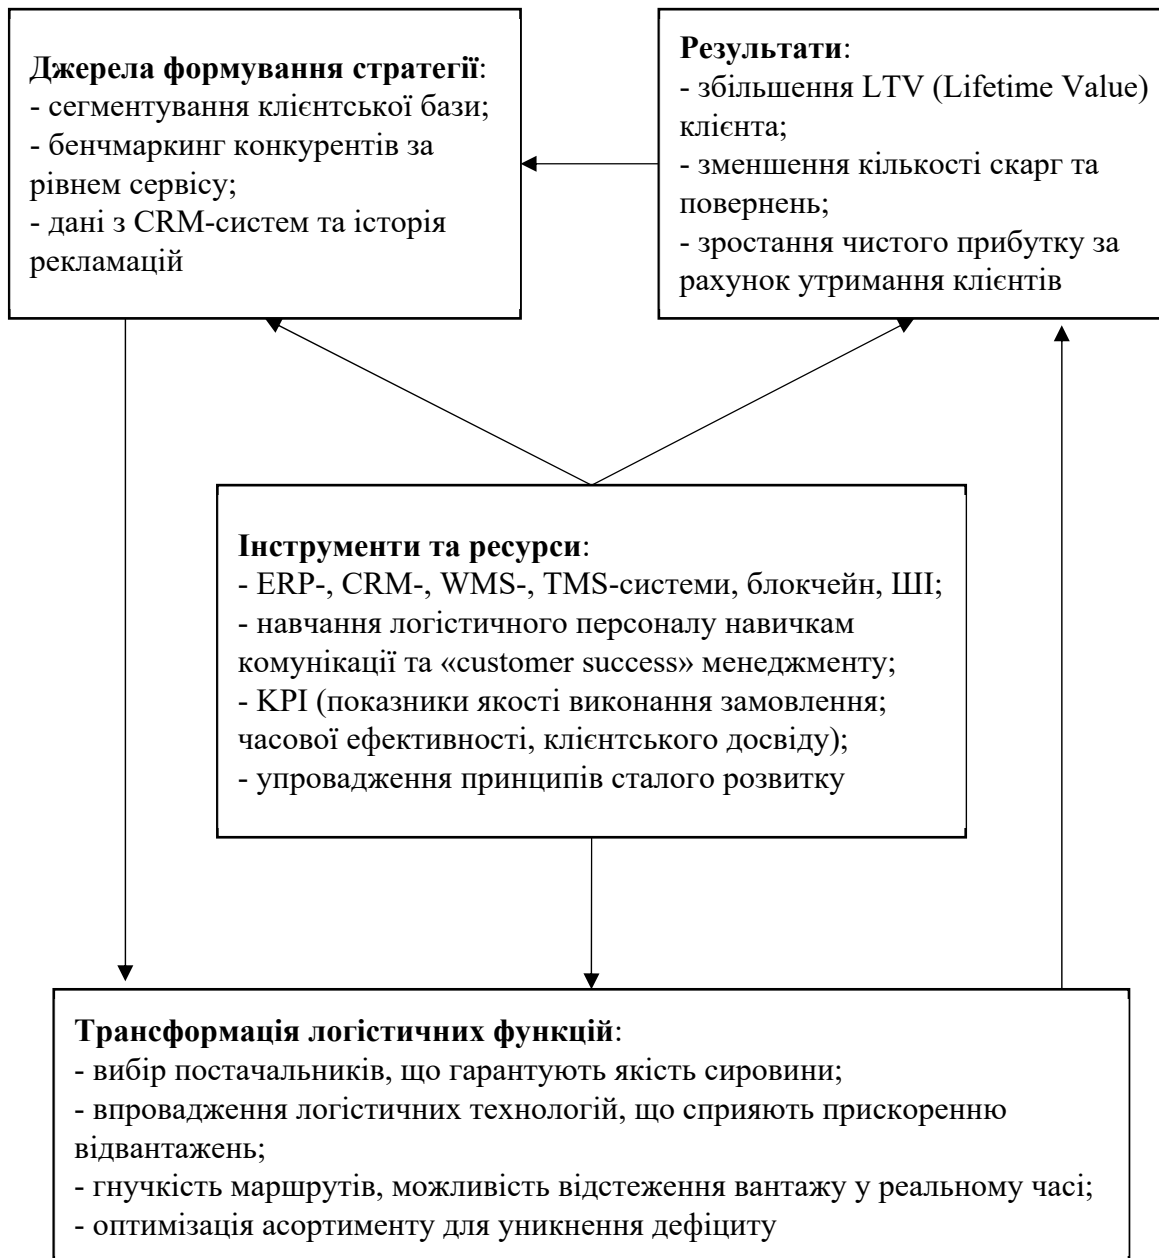 Джерела формування стратегії:
- сегментування клієнтської бази;
- бенчмаркинг конкурентів за
рівнем сервісу;
- дані з CRM-систем та історія
рекламацій
Результати:
- збільшення LTV (Lifetime Value)
клієнта;
- зменшення кількості скарг та
повернень;
- зростання чистого прибутку за
рахунок утримання клієнтів
Інструменти та ресурси:
- ERP-, CRM-, WMS-, TMS-системи, блокчейн, ШІ;
- навчання логістичного персоналу навичкам
комунікації та «customer success» менеджменту;
- KPI (показники якості виконання замовлення;
часової ефективності, клієнтського досвіду);
- упровадження принципів сталого розвитку
Трансформація логістичних функцій:
- вибір постачальників, що гарантують якість сировини;
- впровадження логістичних технологій, що сприяють прискоренню
відвантажень;
- гнучкість маршрутів, можливість відстеження вантажу у реальному часі;
- оптимізація асортименту для уникнення дефіциту